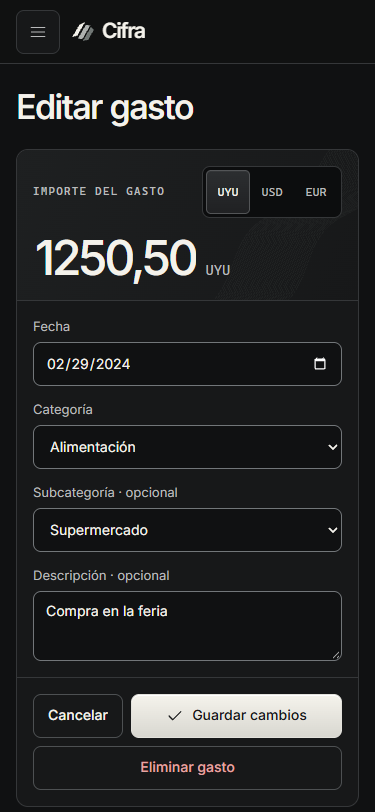 Cifra
Editar gasto
IMPORTE DEL GASTO
UYU USD EUR
1250,50 UYU
Fecha
02/29/2024
Categoría
Alimentación
Subcategoría · opcional
Supermercado
Descripción · opcional
Compra en la feria
Cancelar
Guardar cambios
Eliminar gasto